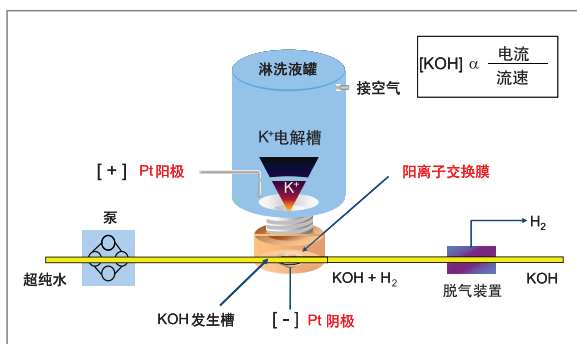 淋洗液罐
[KOH] α 电流
流速
接空气
K⁺电解槽
[ + ] Pt 阳极
K⁺
阳离子交换膜
泵
H₂
超纯水
KOH + H₂
脱气装置
KOH
KOH 发生槽
[ - ] Pt 阴极